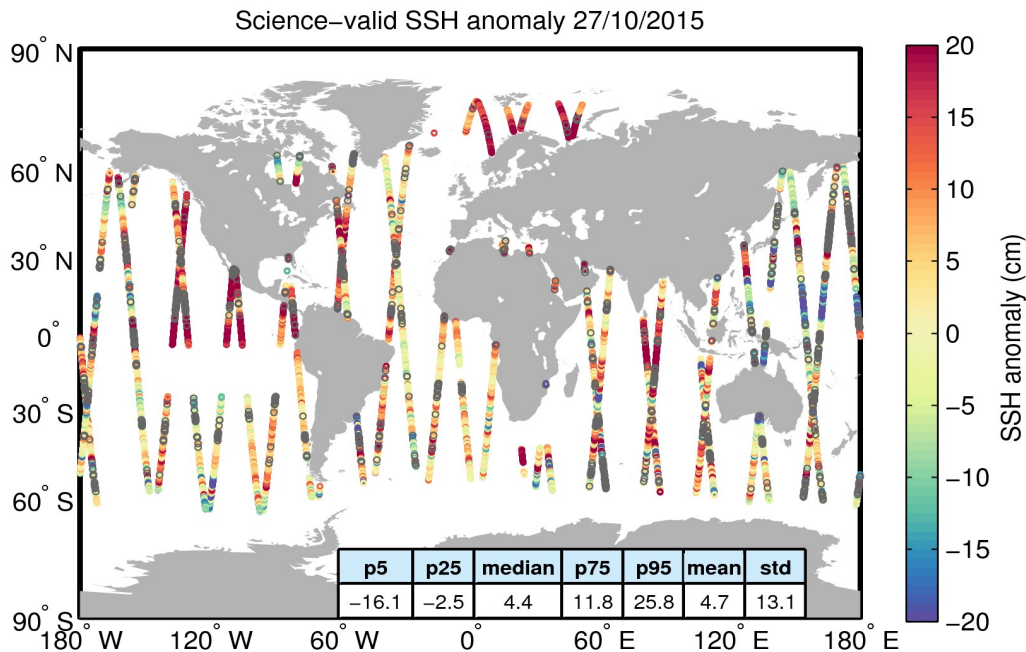 Science−valid SSH anomaly 27/10/2015
90° N
60° N
30° N
0°
30° S
60° S
90° S
180° W
120° W
60° W
0°
60° E
120° E
180° E
p5 p25 median p75 p95 mean std
−16.1 −2.5 4.4 11.8 25.8 4.7 13.1
20
15
10
5
0
−5
−10
−15
−20
SSH anomaly (cm)